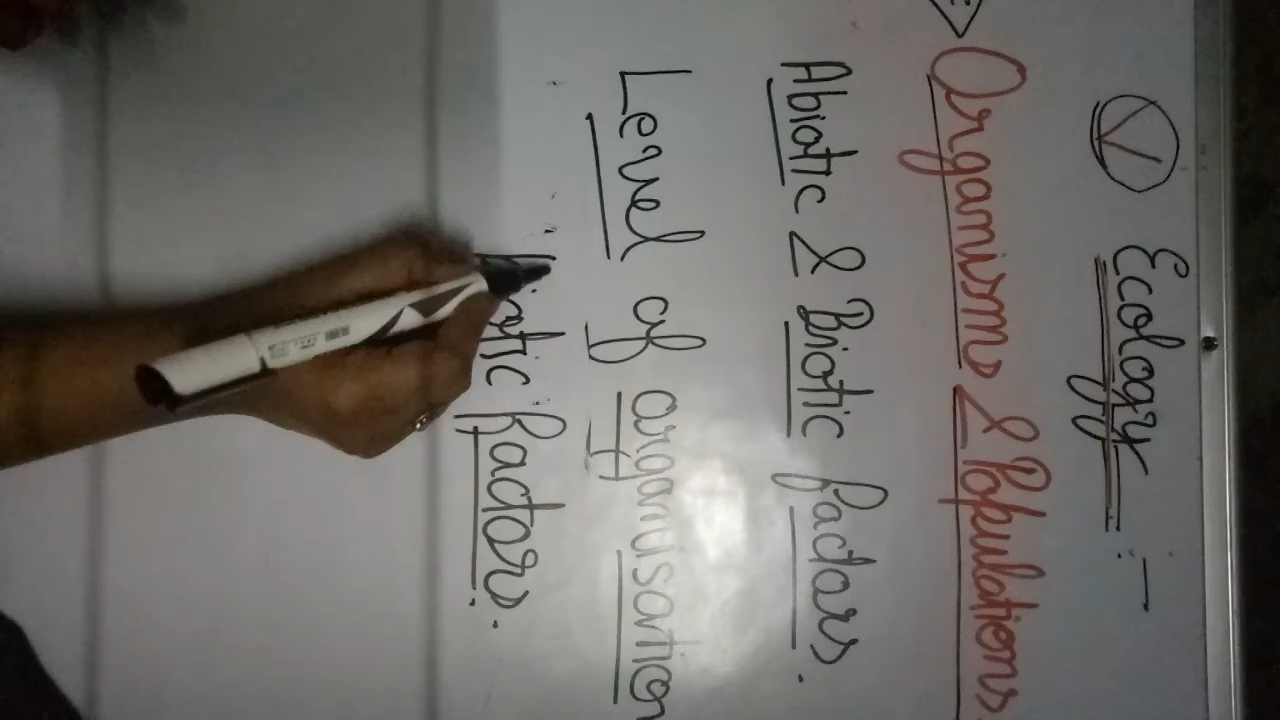 V Ecology :-
=> Organisms & Populations
Abiotic & Biotic factors.
Level of organisation
factors.